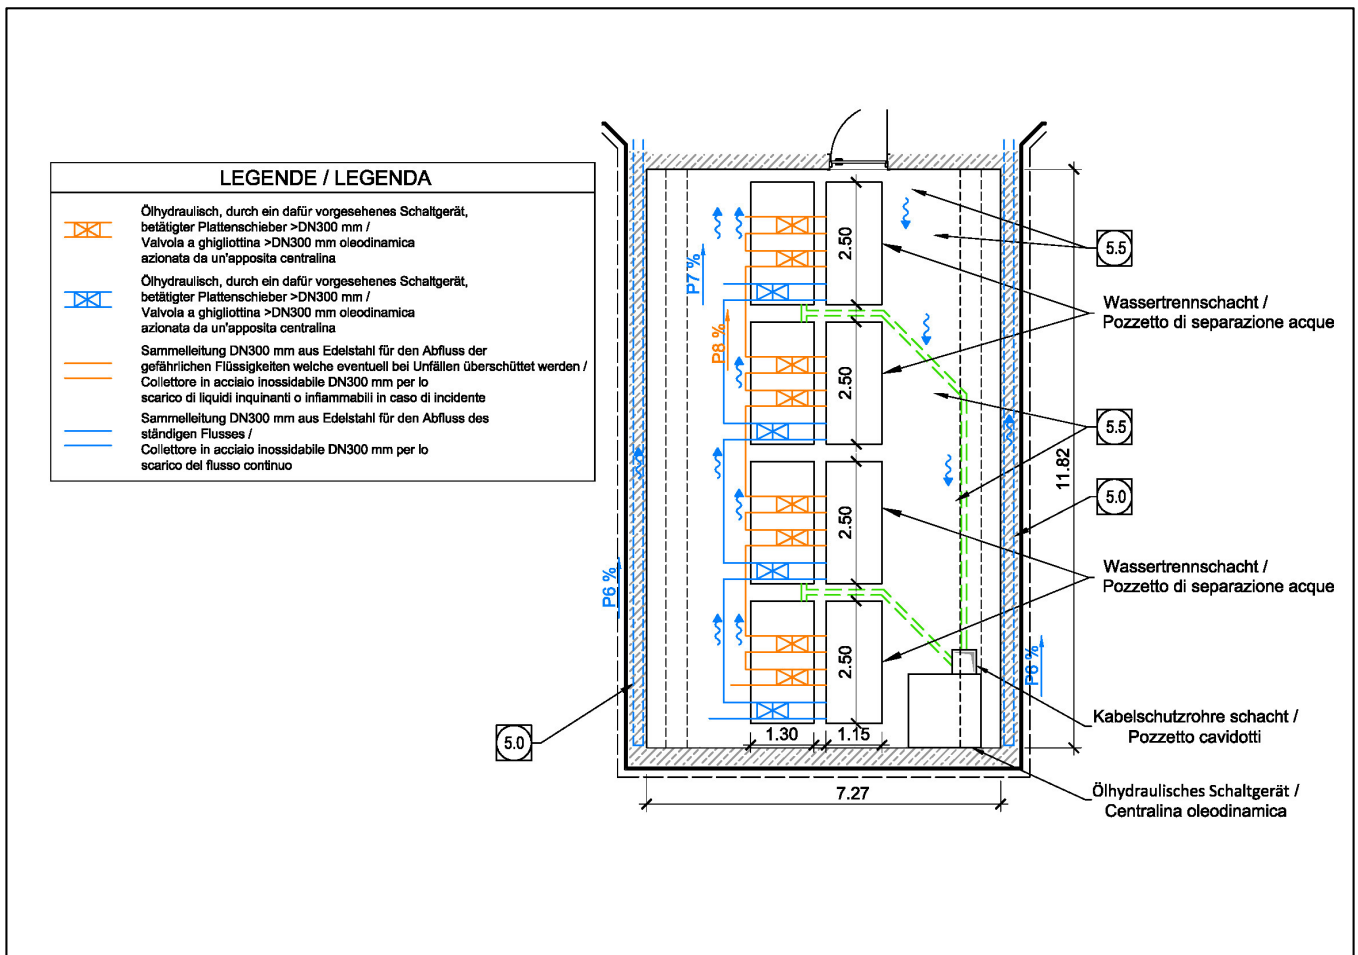 LEGENDE / LEGENDA
Ölhydraulisch, durch ein dafür vorgesehenes Schaltgerät,
betätigter Plattenschieber >DN300 mm /
Valvola a ghigliottina >DN300 mm oleodinamica
azionata da un'apposita centralina
Ölhydraulisch, durch ein dafür vorgesehenes Schaltgerät,
betätigter Plattenschieber >DN300 mm /
Valvola a ghigliottina >DN300 mm oleodinamica
azionata da un'apposita centralina
Sammelleitung DN300 mm aus Edelstahl für den Abfluss der
gefährlichen Flüssigkeiten welche eventuell bei Unfällen überschüttet werden /
Collettore in acciaio inossidabile DN300 mm per lo
scarico di liquidi inquinanti o infiammabili in caso di incidente
Sammelleitung DN300 mm aus Edelstahl für den Abfluss des
ständigen Flusses /
Collettore in acciaio inossidabile DN300 mm per lo
scarico del flusso continuo
2.50
P7 %
P8 %
2.50
2.50
2.50
P6 %
P6 %
1.30
1.15
7.27
11.82
5.5
Wassertrennschacht /
Pozzetto di separazione acque
5.5
5.0
Wassertrennschacht /
Pozzetto di separazione acque
5.0
Kabelschutzrohre schacht /
Pozzetto cavidotti
Ölhydraulisches Schaltgerät /
Centralina oleodinamica